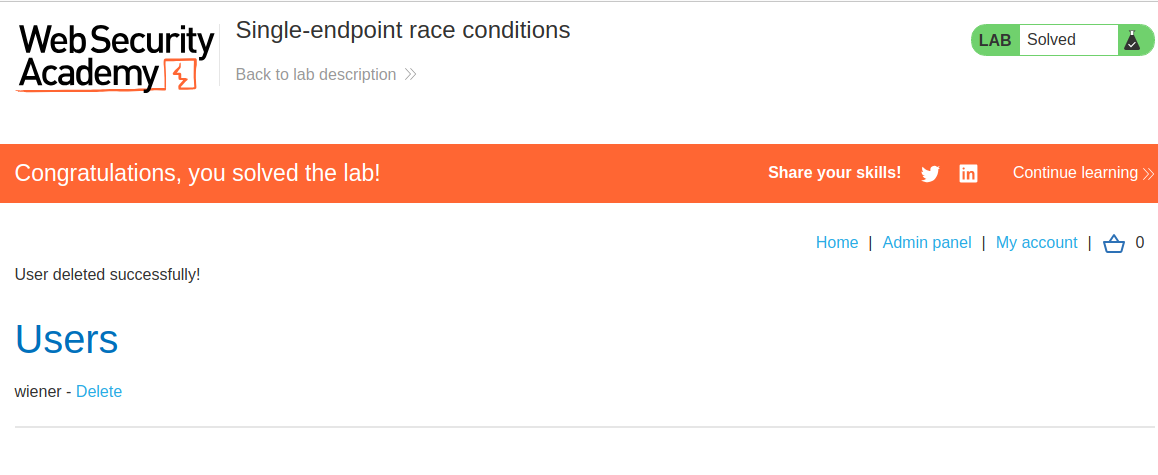 Web Security
Academy
Single-endpoint race conditions
Back to lab description
LAB Solved
Congratulations, you solved the lab!
Share your skills!
Continue learning
Home | Admin panel | My account | 0
User deleted successfully!
Users
wiener - Delete